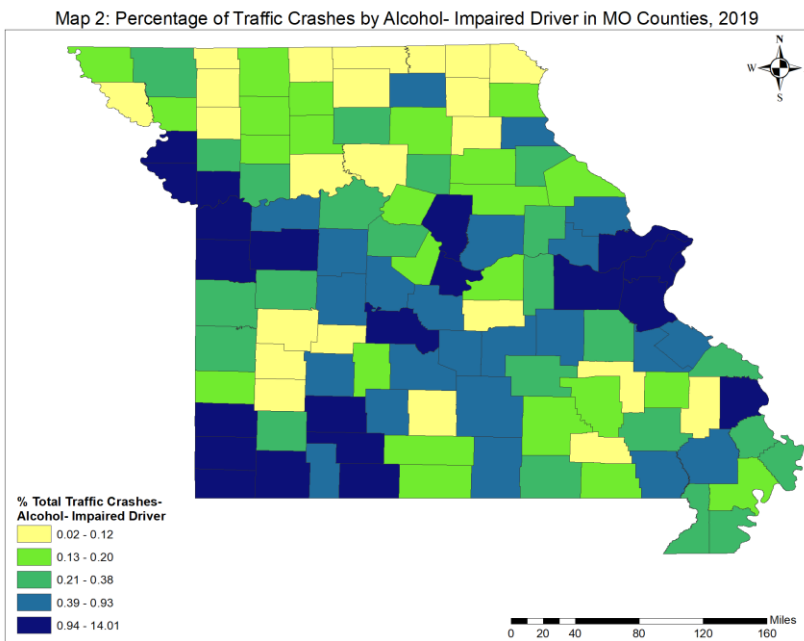 Map 2: Percentage of Traffic Crashes by Alcohol- Impaired Driver in MO Counties, 2019
N
W E
S
% Total Traffic Crashes-
Alcohol- Impaired Driver
0.02 - 0.12
0.13 - 0.20
0.21 - 0.38
0.39 - 0.93
0.94 - 14.01
Miles
0 20 40 80 120 160